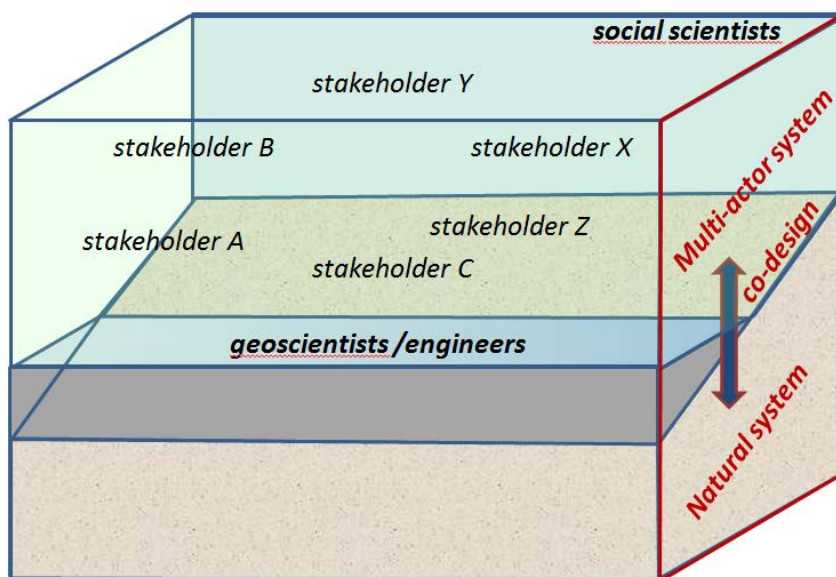 social scientists
stakeholder Y
stakeholder B
stakeholder X
stakeholder A
stakeholder Z
stakeholder C
geoscientists/engineers
Multi-actor system
co-design
Natural system